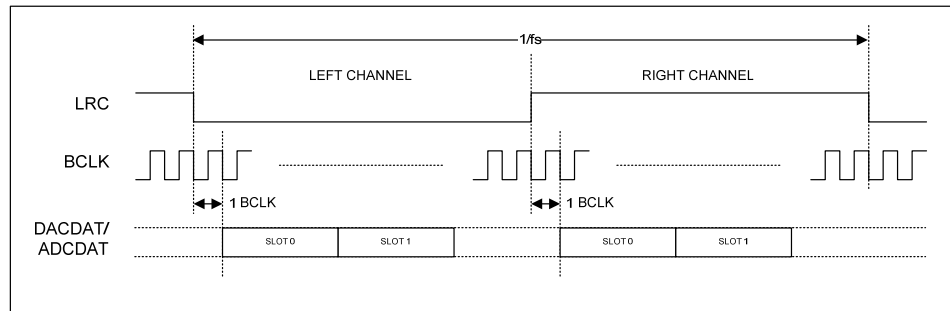 1/fs
LEFT CHANNEL RIGHT CHANNEL
LRC
BCLK
1 BCLK 1 BCLK
DACDAT/
ADCDAT
SLOT 0 SLOT 1 SLOT 0 SLOT 1